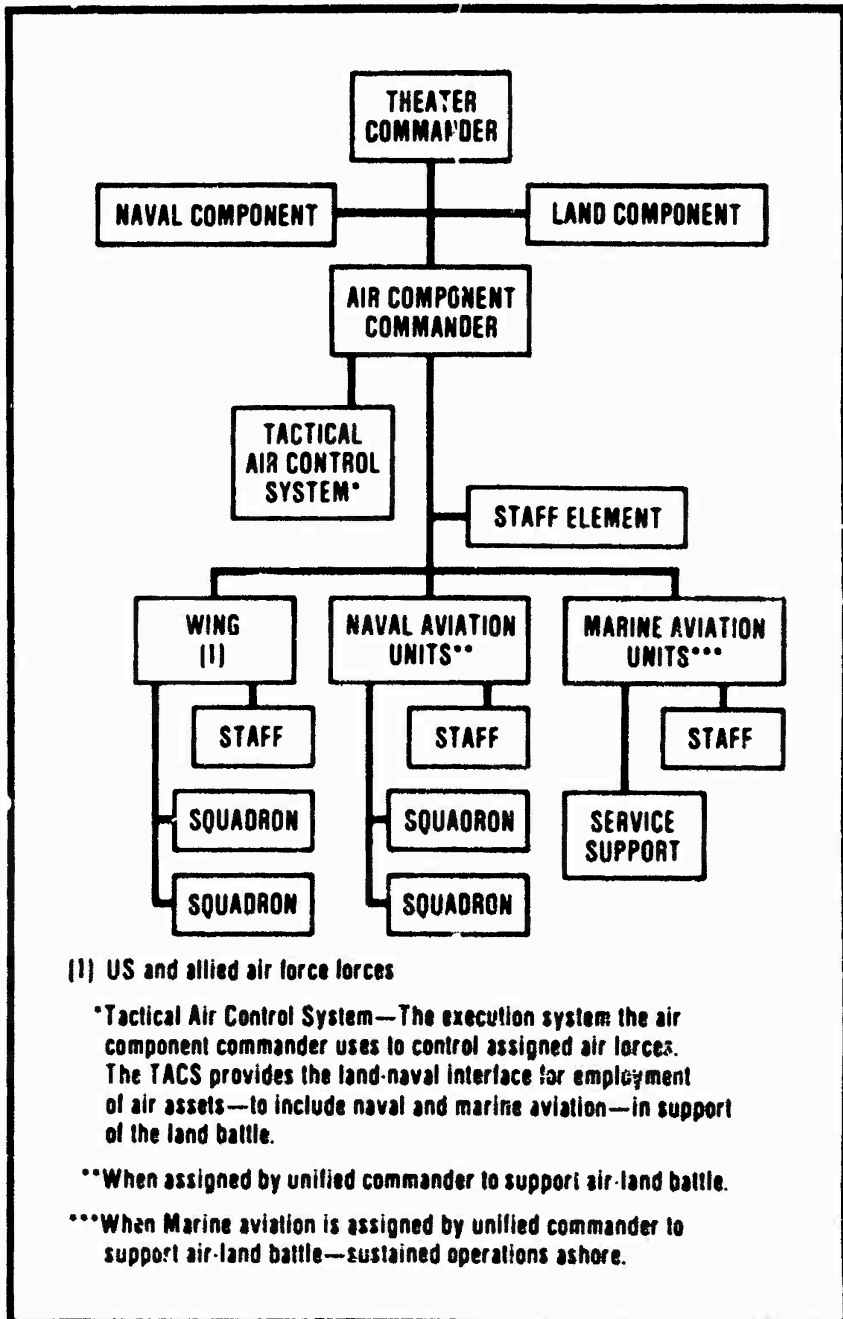 THEATER
COMMANDER
NAVAL COMPONENT
LAND COMPONENT
AIR COMPONENT
COMMANDER
TACTICAL
AIR CONTROL
SYSTEM*
STAFF ELEMENT
WING
(1)
NAVAL AVIATION
UNITS**
MARINE AVIATION
UNITS***
STAFF
STAFF
STAFF
SQUADRON
SQUADRON
SERVICE
SUPPORT
SQUADRON
SQUADRON
(1) US and allied air force forces
*Tactical Air Control System—The execution system the air
component commander uses to control assigned air forces.
The TACS provides the land-naval interface for employment
of air assets—to include naval and marine aviation—in support
of the land battle.
**When assigned by unified commander to support air-land battle.
***When Marine aviation is assigned by unified commander to
support air-land battle—sustained operations ashore.